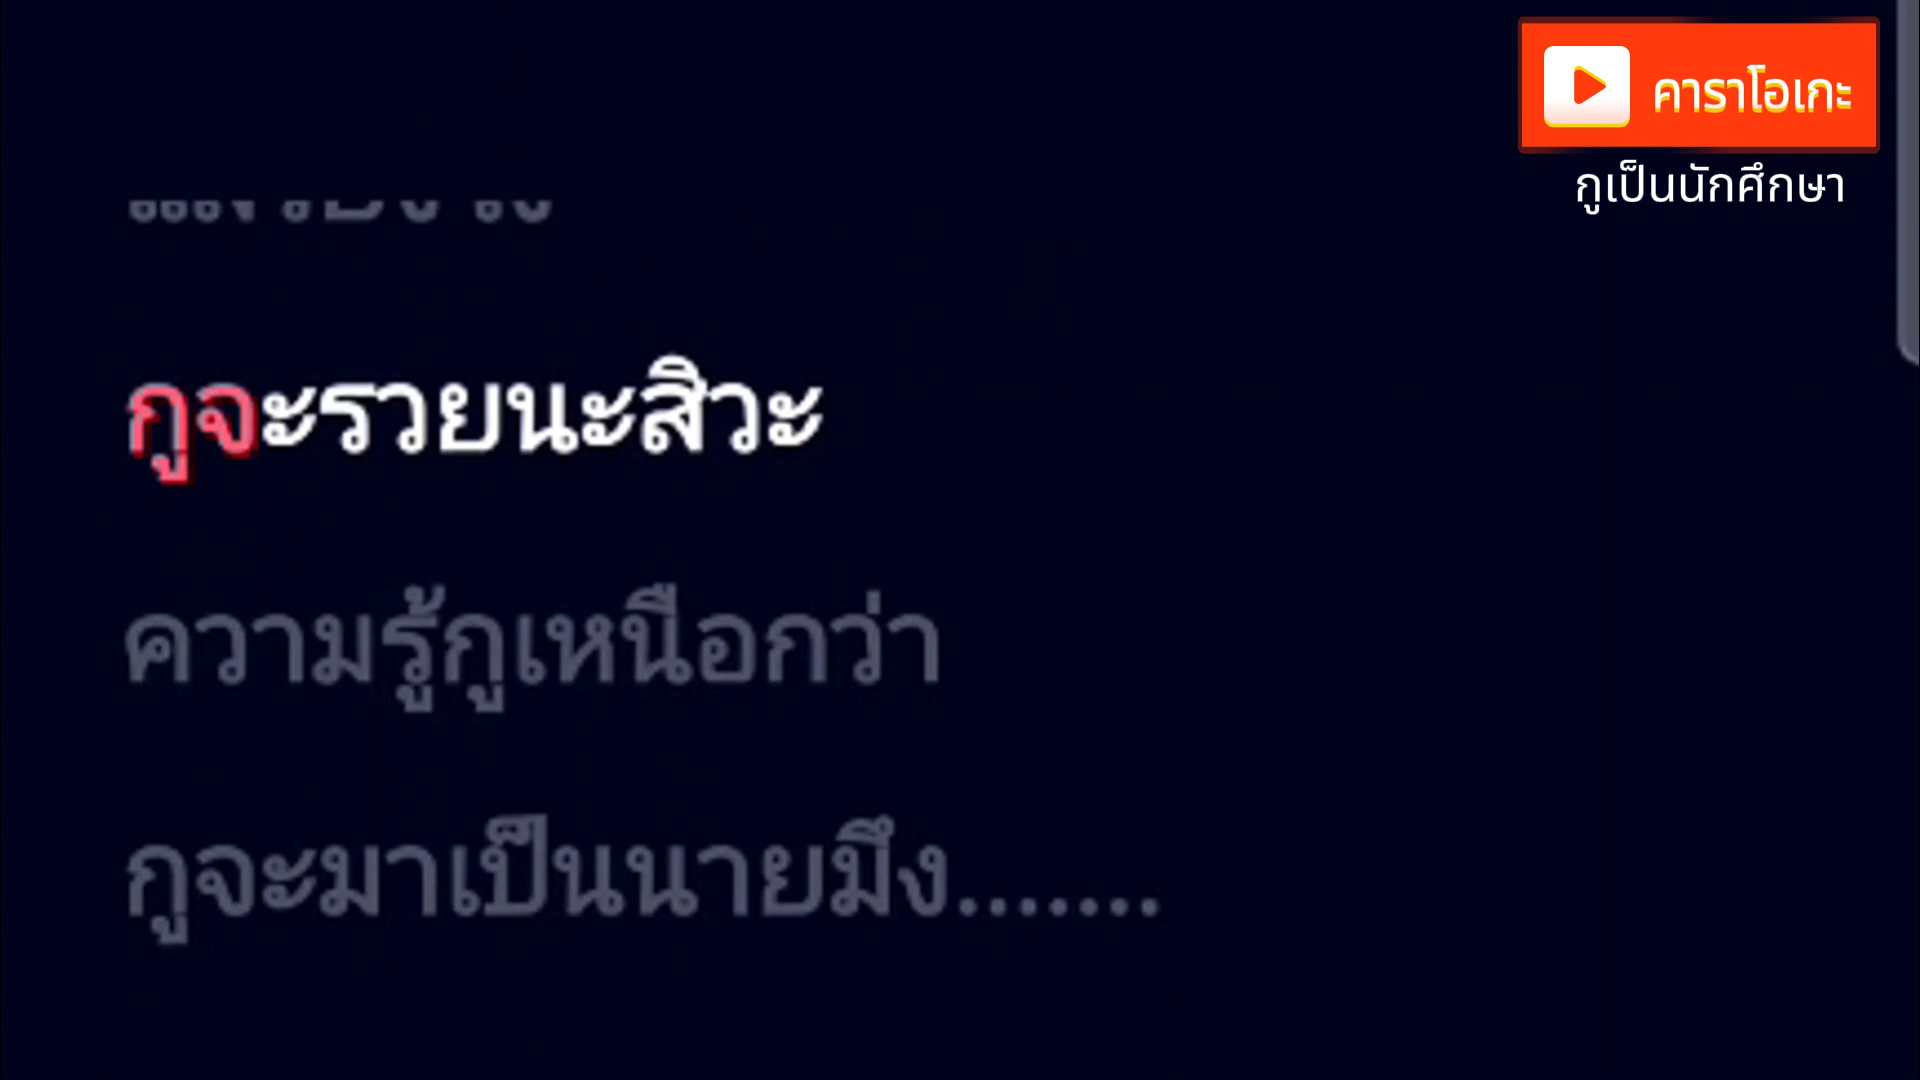 คาราโอเกะ
กูเป็นนักศึกษา
กูจะรวยนะสิวะ
ความรู้กูเหนือกว่า
กูจะมาเป็นนายมึง.......